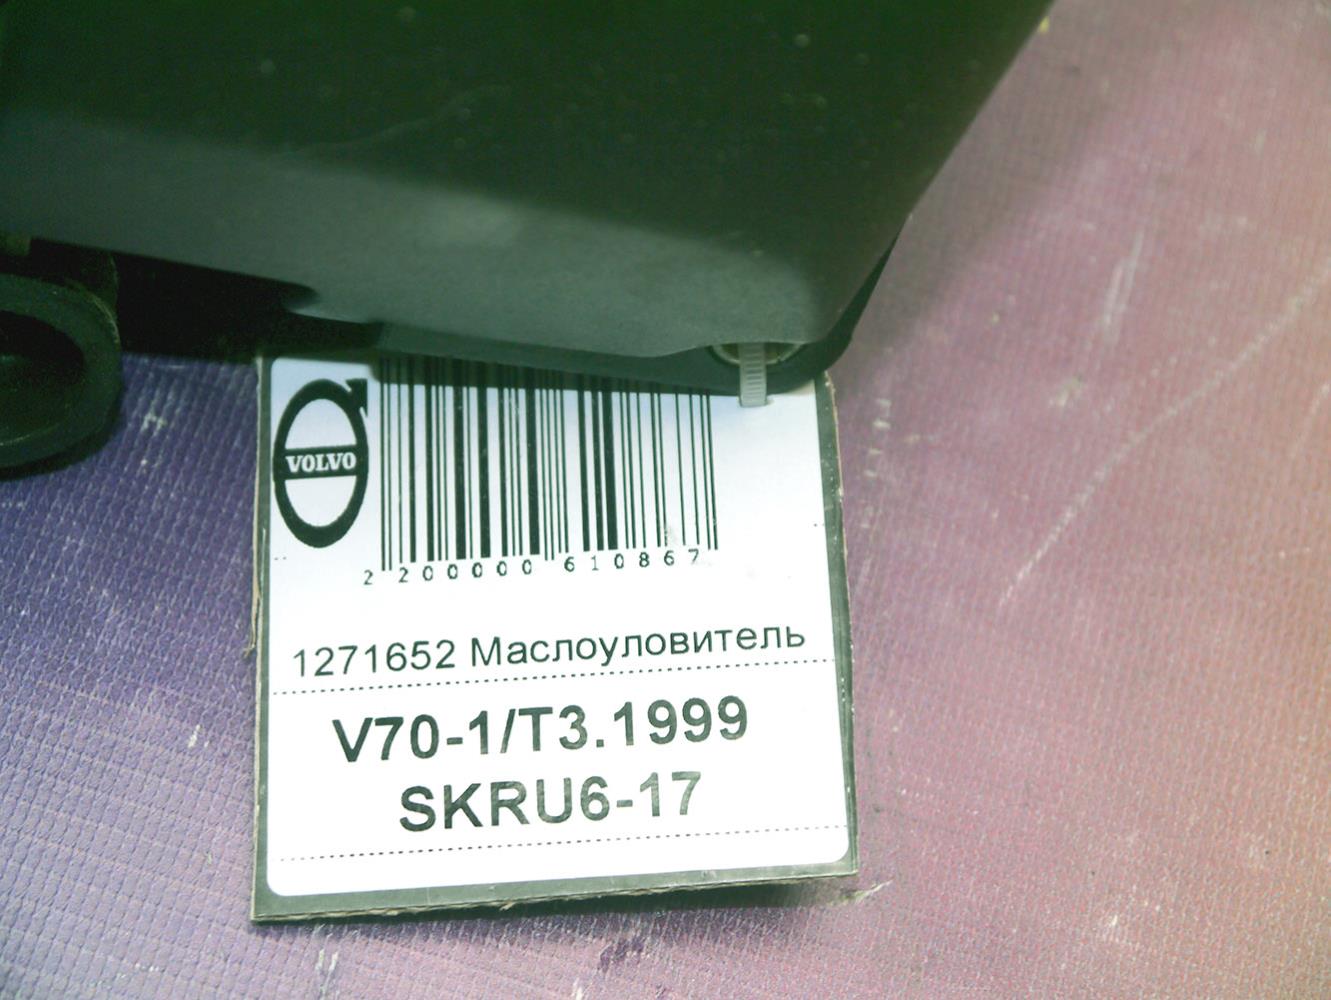 VOLVO
2 200000 610867
1271652 Маслоуловитель
V70-1/T3.1999
SKRU6-17